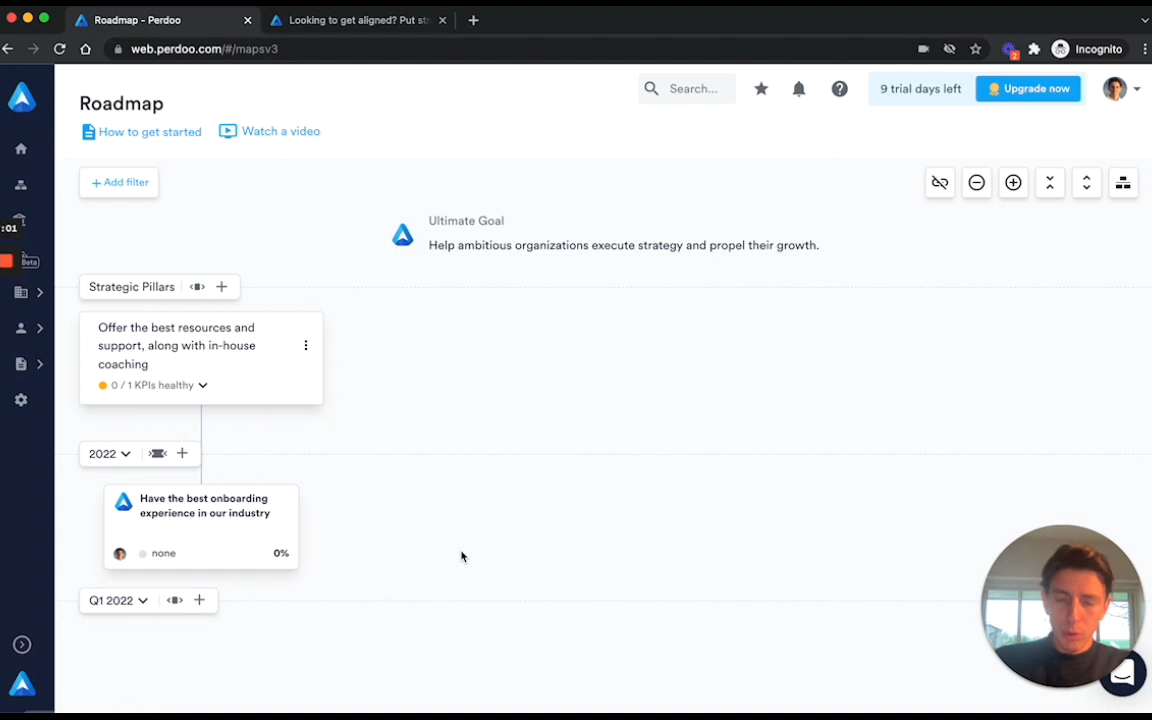 Roadmap - Perdoo
Looking to get aligned? Put str
web.perdoo.com/#/mapsv3
2
Incognito
Roadmap
Search...
9 trial days left
Upgrade now
How to get started
Watch a video
+ Add filter
Ultimate Goal
Help ambitious organizations execute strategy and propel their growth.
:01
Beta
Strategic Pillars
Offer the best resources and
support, along with in-house
coaching
0 / 1 KPIs healthy
2022
Have the best onboarding
experience in our industry
none
0%
Q1 2022